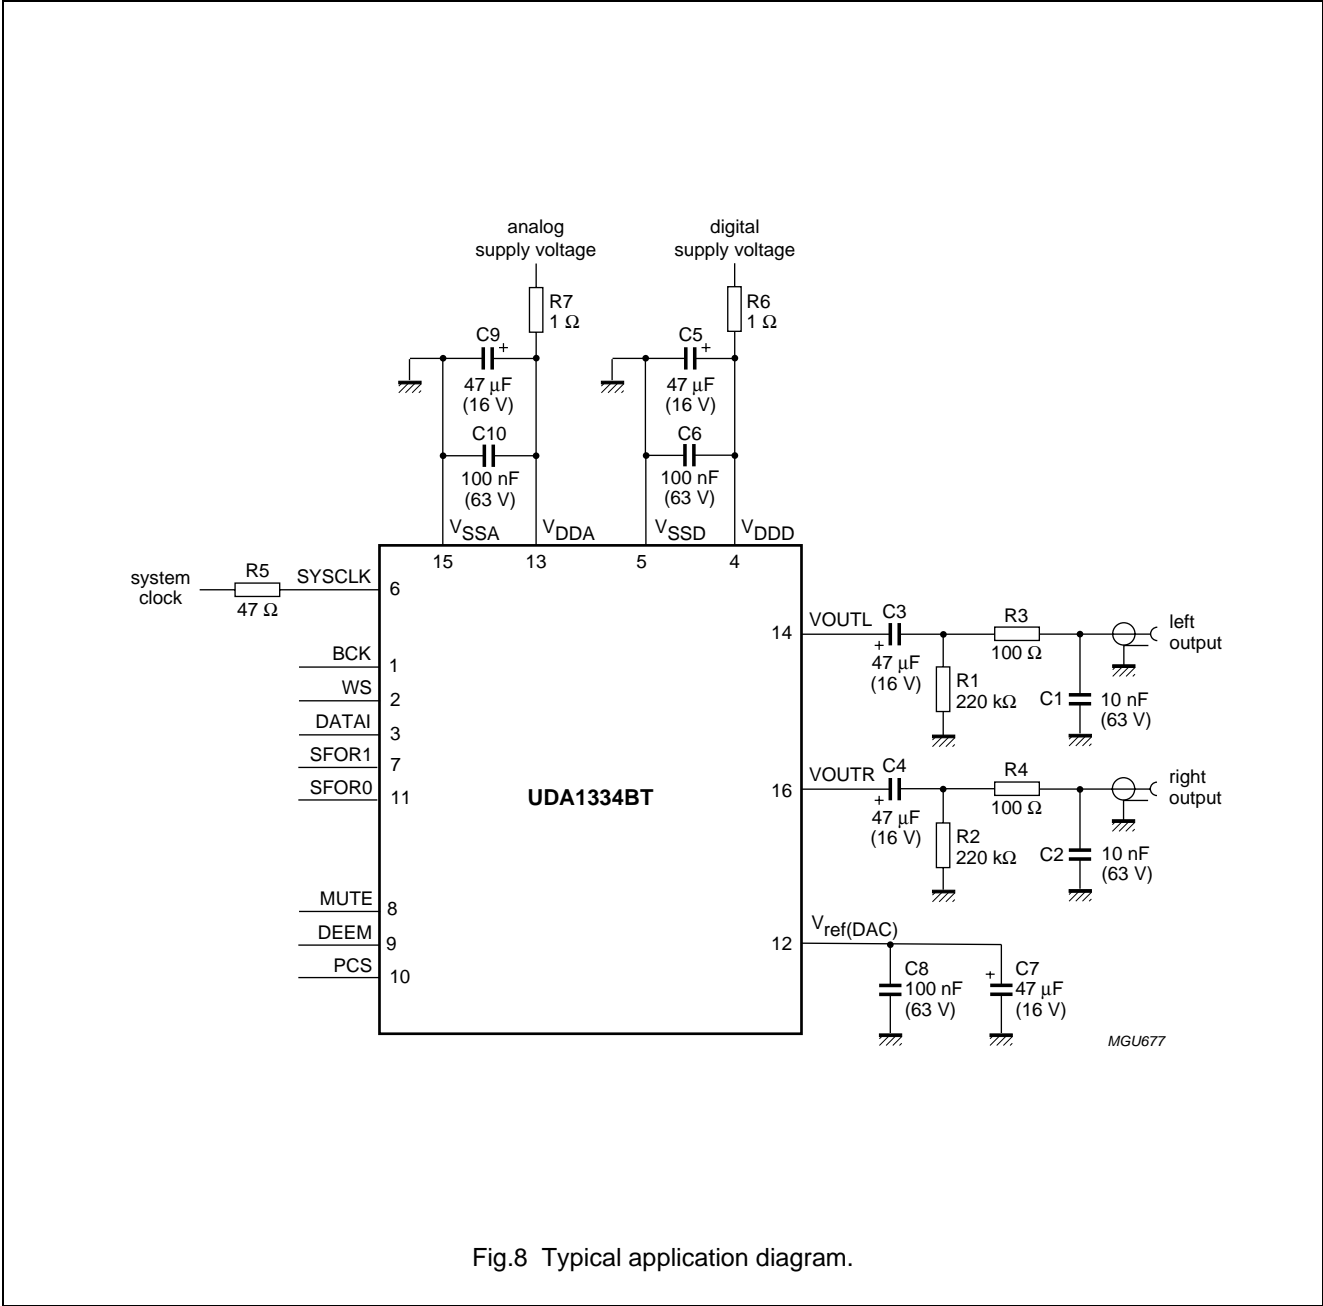 analog
supply voltage
digital
supply voltage
R7
1 Ω
R6
1 Ω
C9
+
47 μF
(16 V)
C5
+
47 μF
(16 V)
C10
100 nF
(63 V)
C6
100 nF
(63 V)
VSSA
VDDA
VSSD
VDDD
15
13
5
4
system
clock
R5
47 Ω
SYSCLK
6
BCK
1
WS
2
DATAI
3
SFOR1
7
SFOR0
11
MUTE
8
DEEM
9
PCS
10
UDA1334BT
14
VOUTL
C3
+
47 μF
(16 V)
R3
100 Ω
R1
220 kΩ
C1
10 nF
(63 V)
left
output
16
VOUTR
C4
+
47 μF
(16 V)
R4
100 Ω
R2
220 kΩ
C2
10 nF
(63 V)
right
output
12
Vref(DAC)
C8
100 nF
(63 V)
+
C7
47 μF
(16 V)
MGU677
Fig.8 Typical application diagram.